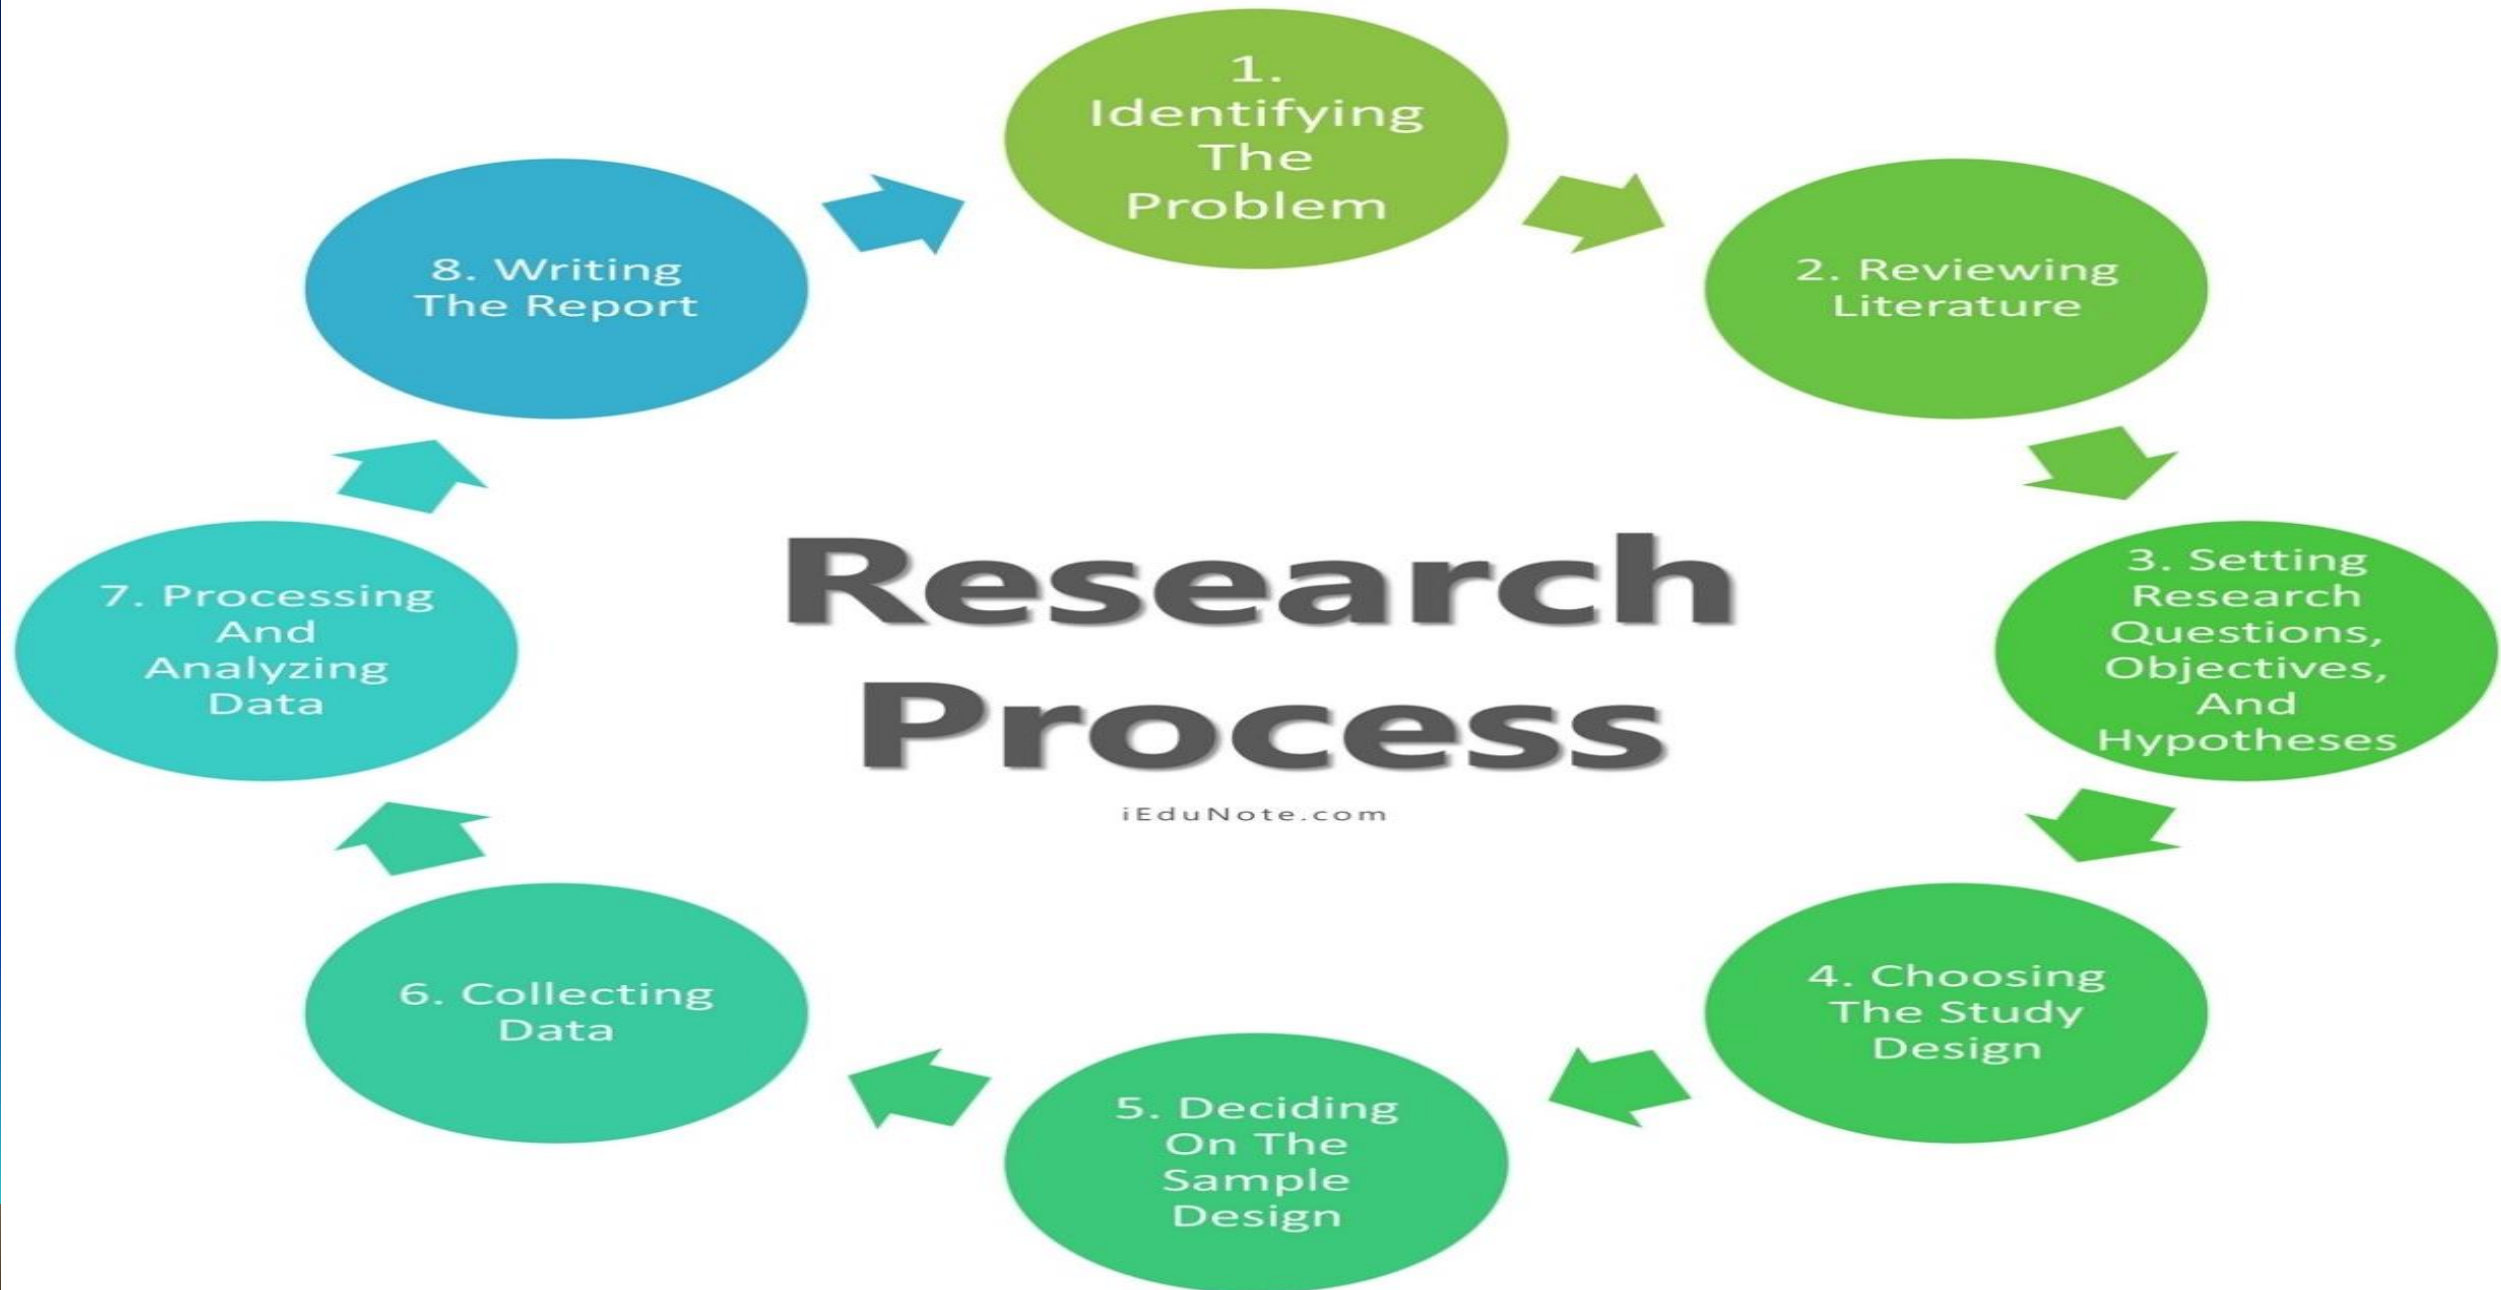 1.
Identifying
The
Problem
2. Reviewing
Literature
3. Setting
Research
Questions,
Objectives,
And
Hypotheses
4. Choosing
The Study
Design
5. Deciding
On The
Sample
Design
6. Collecting
Data
7. Processing
And
Analyzing
Data
8. Writing
The Report
Research
Process
iEduNote.com